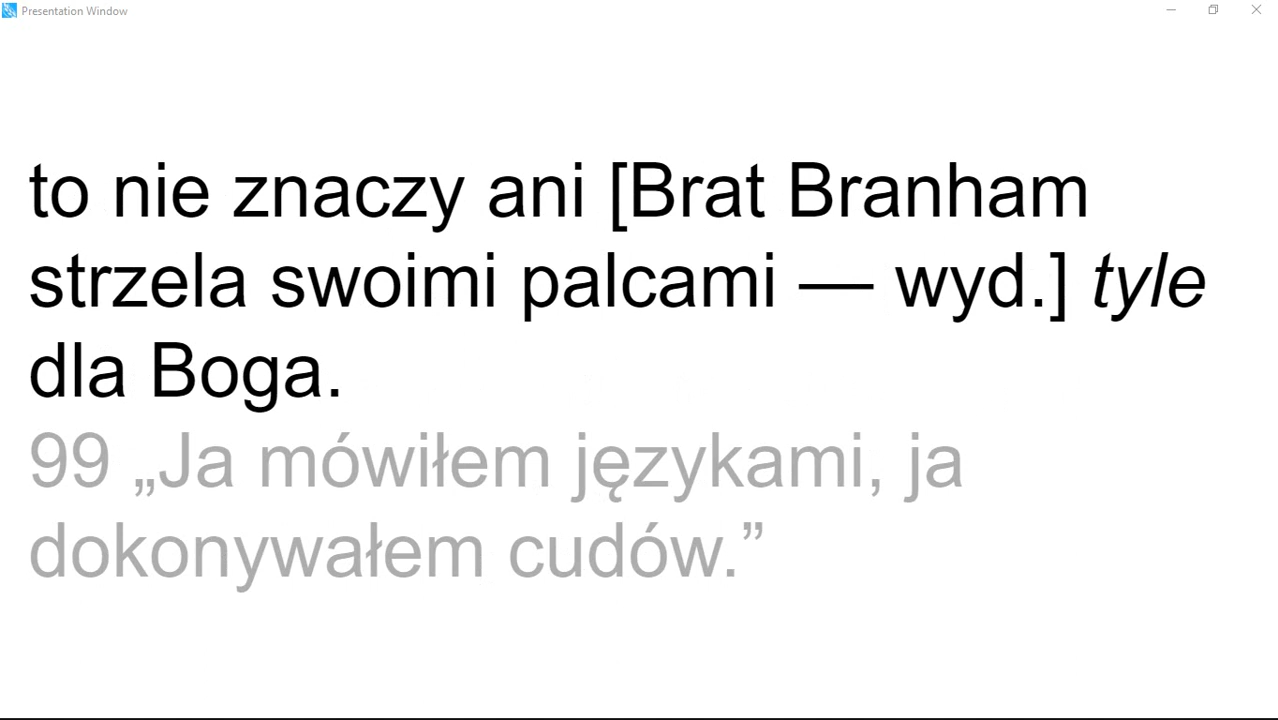 Presentation Window
to nie znaczy ani [Brat Branham
strzela swoimi palcami — wyd.] tyle
dla Boga.
99 „Ja mówiłem językami, ja
dokonywałem cudów.”